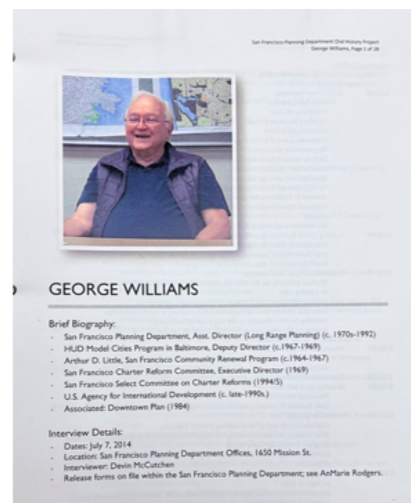 San Francisco Planning Department Oral History Project
George Williams, Page 1 of 28
GEORGE WILLIAMS
Brief Biography:
- San Francisco Planning Department, Asst. Director (Long Range Planning) (c. 1970s-1992)
- HUD Model Cities Program in Baltimore, Deputy Director (c.1967-1969)
- Arthur D. Little, San Francisco Community Renewal Program (c.1964-1967)
- San Francisco Charter Reform Committee, Executive Director (1969)
- San Francisco Select Committee on Charter Reforms (1994/5)
- U.S. Agency for International Development (c. late-1990s.)
- Associated: Downtown Plan (1984)
Interview Details:
- Dates: July 7, 2014
- Location: San Francisco Planning Department Offices, 1650 Mission St.
- Interviewer: Devin McCutchen
- Release forms on file within the San Francisco Planning Department; see AnMarie Rodgers.